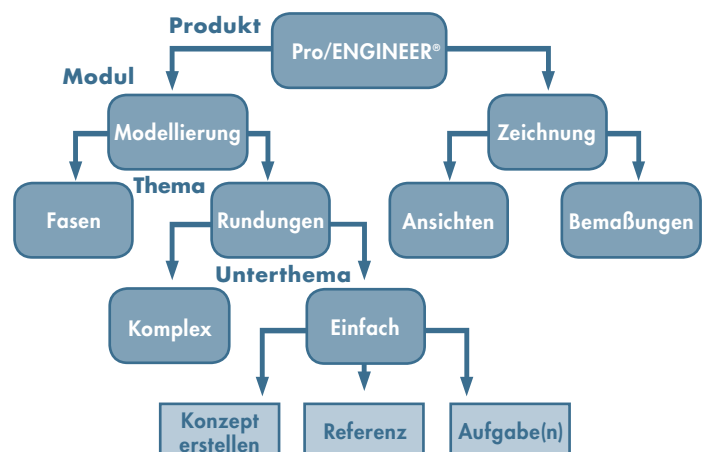 Produkt
Pro/ENGINEER®
Modul
Modellierung
Zeichnung
Thema
Fasen
Rundungen
Ansichten
Bemaßungen
Unterthema
Komplex
Einfach
Konzept
erstellen
Referenz
Aufgabe(n)